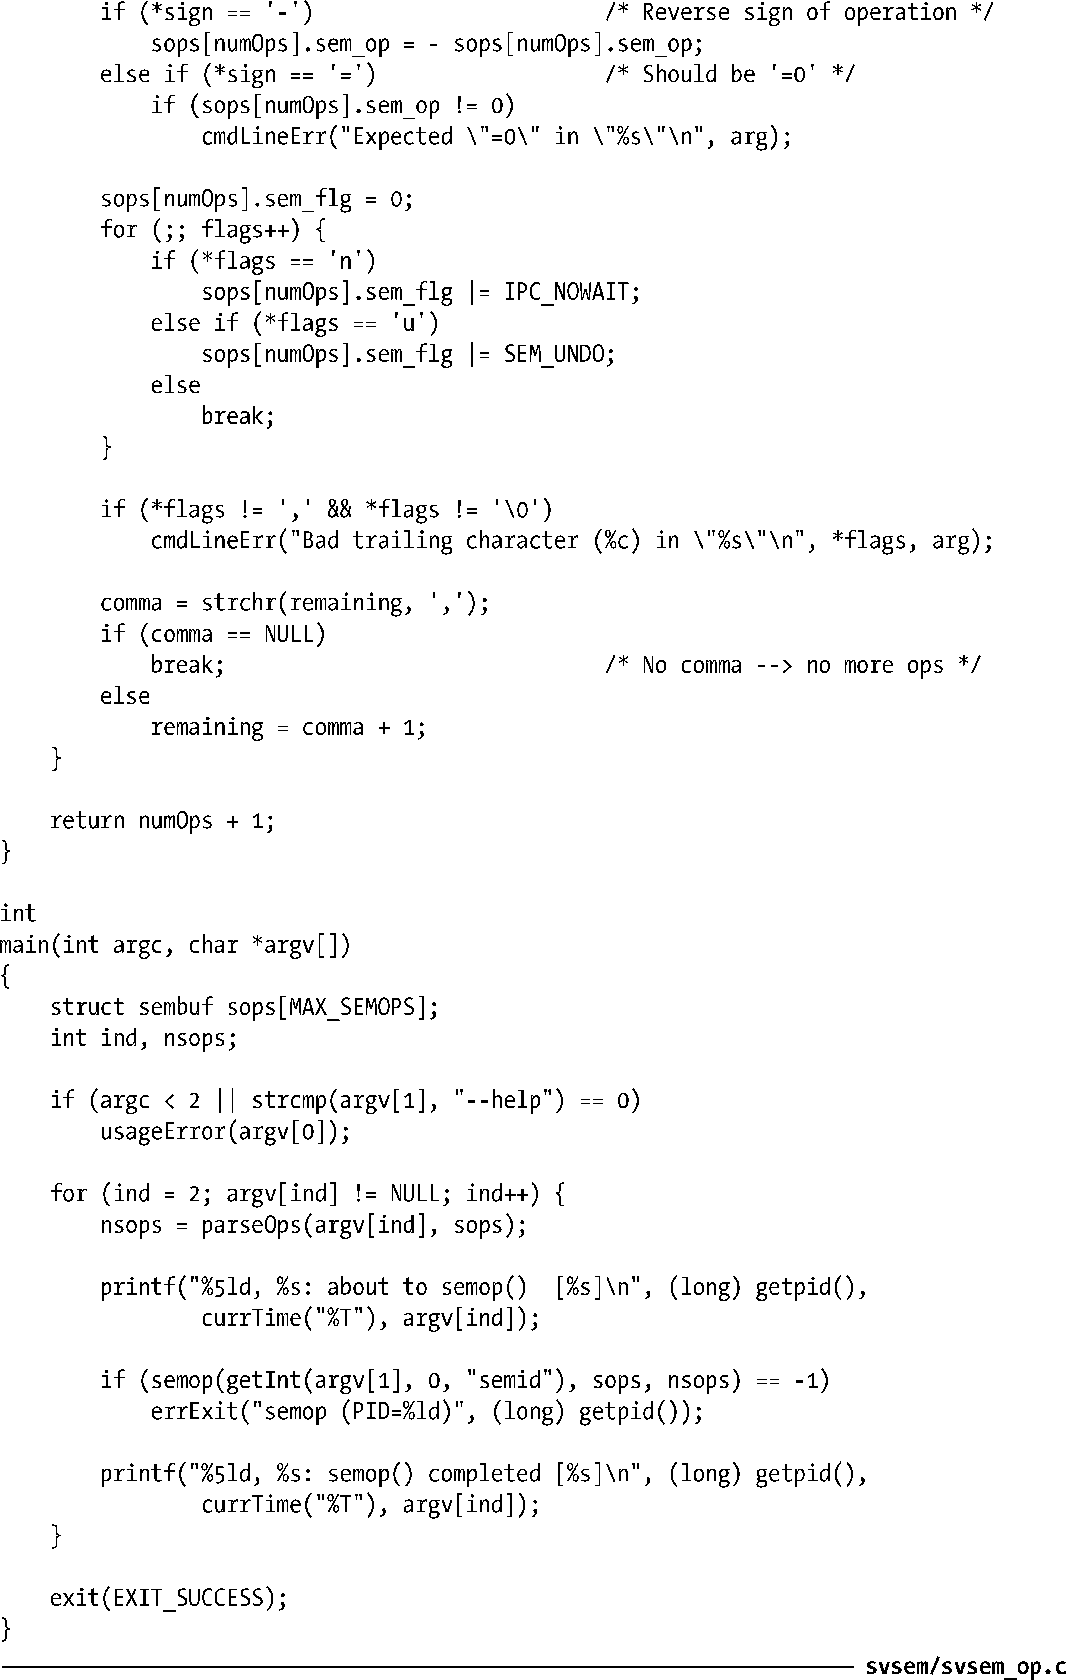 if (*sign == '-')                       /* Reverse sign of operation */
            sops[numOps].sem_op = - sops[numOps].sem_op;
        else if (*sign == '=')                  /* Should be '=0' */
            if (sops[numOps].sem_op != 0)
                cmdLineErr("Expected \"=0\" in \"%s\"\n", arg);

        sops[numOps].sem_flg = 0;
        for (;; flags++) {
            if (*flags == 'n')
                sops[numOps].sem_flg |= IPC_NOWAIT;
            else if (*flags == 'u')
                sops[numOps].sem_flg |= SEM_UNDO;
            else
                break;
        }

        if (*flags != ',' && *flags != '\0')
            cmdLineErr("Bad trailing character (%c) in \"%s\"\n", *flags, arg);

        comma = strchr(remaining, ',');
        if (comma == NULL)
            break;                              /* No comma --> no more ops */
        else
            remaining = comma + 1;
    }

    return numOps + 1;
}

int
main(int argc, char *argv[])
{
    struct sembuf sops[MAX_SEMOPS];
    int ind, nsops;

    if (argc < 2 || strcmp(argv[1], "--help") == 0)
        usageError(argv[0]);

    for (ind = 2; argv[ind] != NULL; ind++) {
        nsops = parseOps(argv[ind], sops);

        printf("%5ld, %s: about to semop()  [%s]\n", (long) getpid(),
                currTime("%T"), argv[ind]);

        if (semop(getInt(argv[1], 0, "semid"), sops, nsops) == -1)
            errExit("semop (PID=%ld)", (long) getpid());

        printf("%5ld, %s: semop() completed [%s]\n", (long) getpid(),
                currTime("%T"), argv[ind]);
    }

    exit(EXIT_SUCCESS);
}
svsem/svsem_op.c